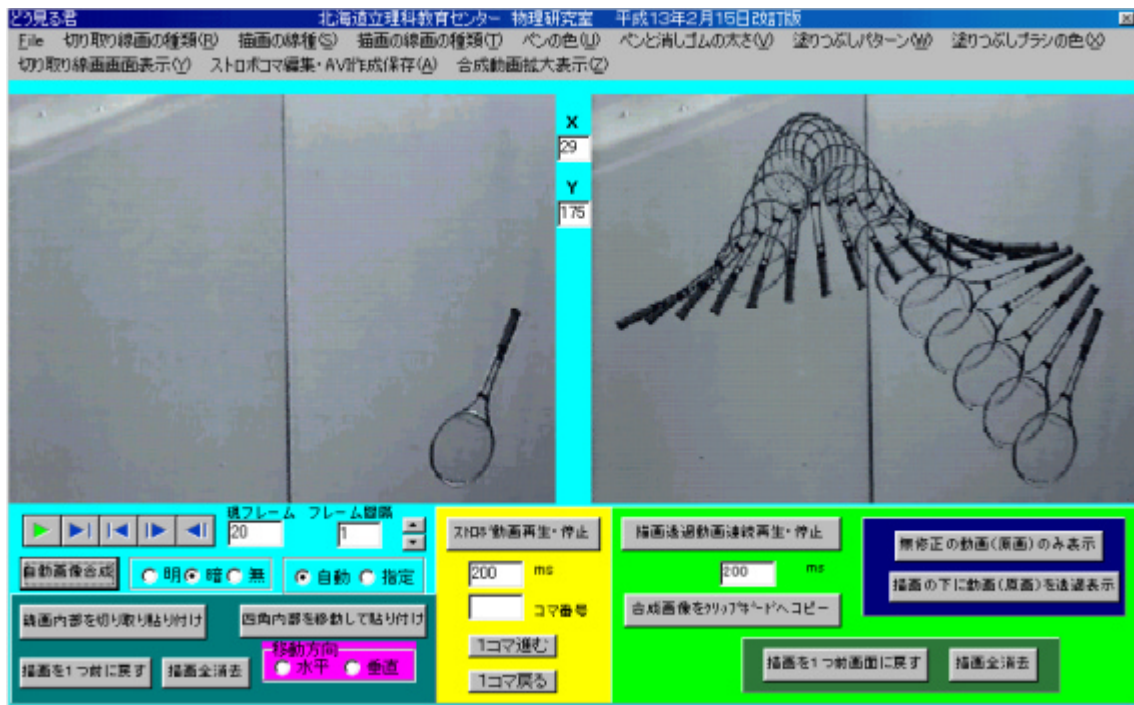 どう見る君 北海道立理科教育センター 物理研究室 平成13年2月15日改訂版
File 切り取り線画の種類(R) 描画の線種(S) 描画の線画の種類(T) ペンの色(U) ペンと消しゴムの太さ(V) 塗りつぶしパターン(W) 塗りつぶしブラシの色(X)
切り取り線画画面表示(Y) ストロボコマ編集・AVI作成保存(A) 合成動画拡大表示(Z)
X
29
Y
175
現フレーム フレーム間隔
20 1
自動画像合成 明 暗 無 自動 指定
線画内部を切り取り貼り付け 四角内部を移動して貼り付け
移動方向
水平 垂直
描画を1つ前に戻す 描画全消去
ストロボ動画再生・停止
200 ms
コマ番号
1コマ進む
1コマ戻る
描画透過動画連続再生・停止
200 ms
合成画像をクリップボードへコピー
無修正の動画(原画)のみ表示
描画の下に動画(原画)を透過表示
描画を1つ前画面に戻す 描画全消去